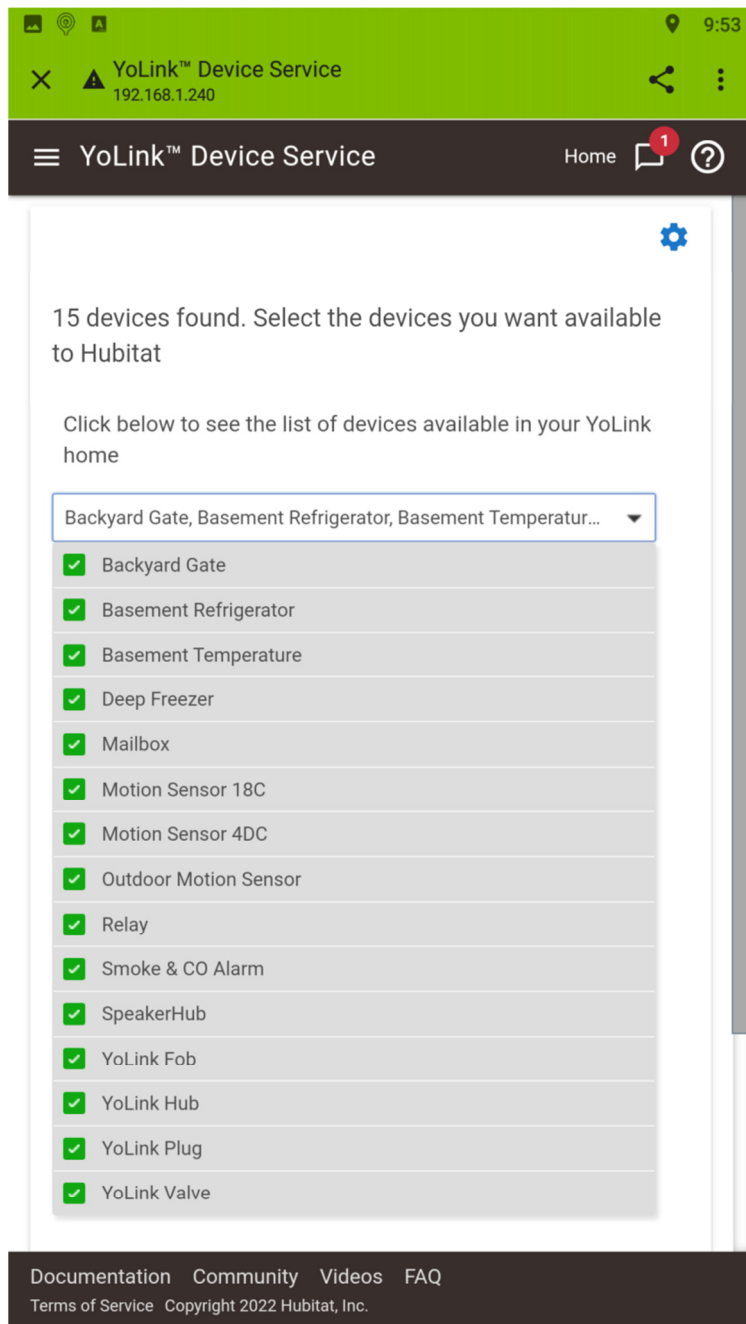 A
9:53
YoLink™ Device Service
192.168.1.240
YoLink™ Device Service
Home
1
?
15 devices found. Select the devices you want available
to Hubitat
Click below to see the list of devices available in your YoLink
home
Backyard Gate, Basement Refrigerator, Basement Temperatur...
Backyard Gate
Basement Refrigerator
Basement Temperature
Deep Freezer
Mailbox
Motion Sensor 18C
Motion Sensor 4DC
Outdoor Motion Sensor
Relay
Smoke & CO Alarm
SpeakerHub
YoLink Fob
YoLink Hub
YoLink Plug
YoLink Valve
Documentation Community Videos FAQ
Terms of Service Copyright 2022 Hubitat, Inc.